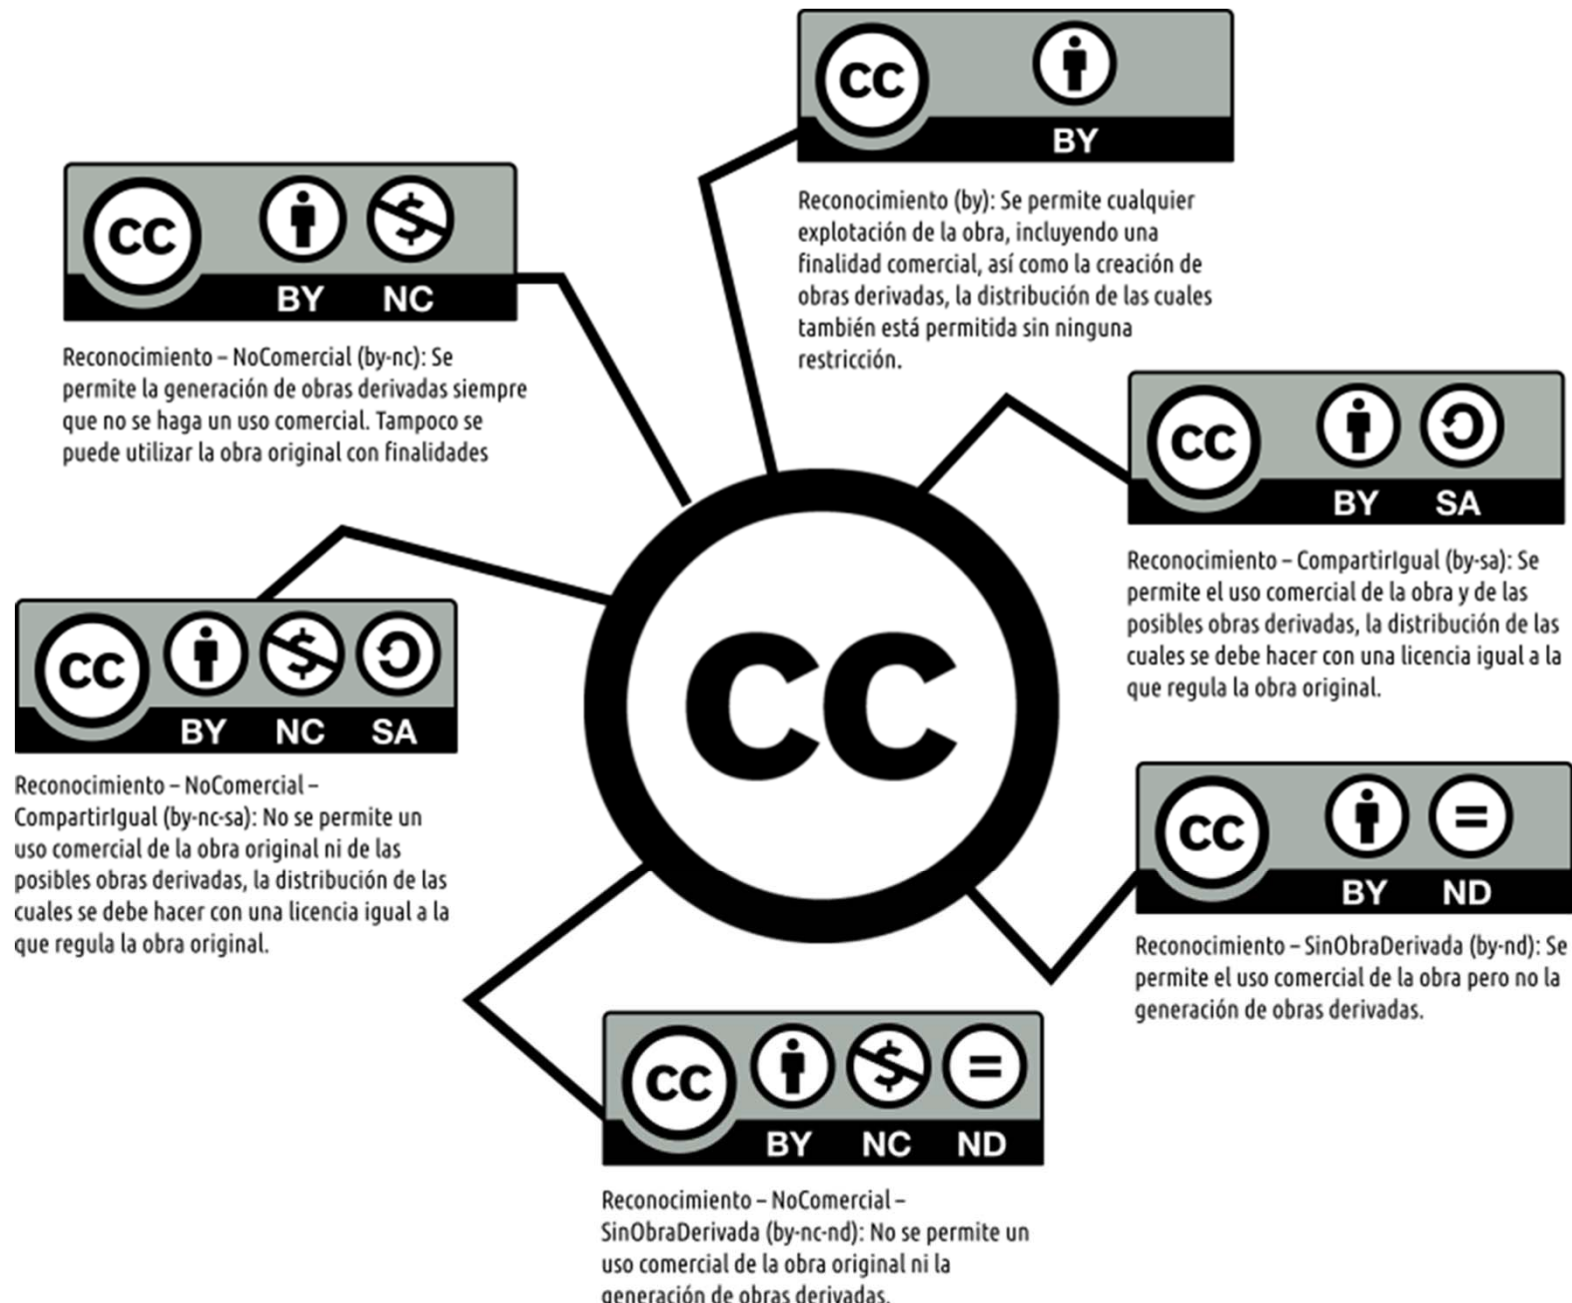 CC
BY
Reconocimiento (by): Se permite cualquier
explotación de la obra, incluyendo una
finalidad comercial, así como la creación de
obras derivadas, la distribución de las cuales
también está permitida sin ninguna
restricción.
CC
BY NC
Reconocimiento – NoComercial (by-nc): Se
permite la generación de obras derivadas siempre
que no se haga un uso comercial. Tampoco se
puede utilizar la obra original con finalidades
CC
BY SA
Reconocimiento – CompartirIgual (by-sa): Se
permite el uso comercial de la obra y de las
posibles obras derivadas, la distribución de las
cuales se debe hacer con una licencia igual a la
que regula la obra original.
CC
CC
BY NC SA
Reconocimiento – NoComercial –
CompartirIgual (by-nc-sa): No se permite un
uso comercial de la obra original ni de las
posibles obras derivadas, la distribución de las
cuales se debe hacer con una licencia igual a la
que regula la obra original.
CC
BY ND
Reconocimiento – SinObraDerivada (by-nd): Se
permite el uso comercial de la obra pero no la
generación de obras derivadas.
CC
BY NC ND
Reconocimiento – NoComercial –
SinObraDerivada (by-nc-nd): No se permite un
uso comercial de la obra original ni la
generación de obras derivadas.